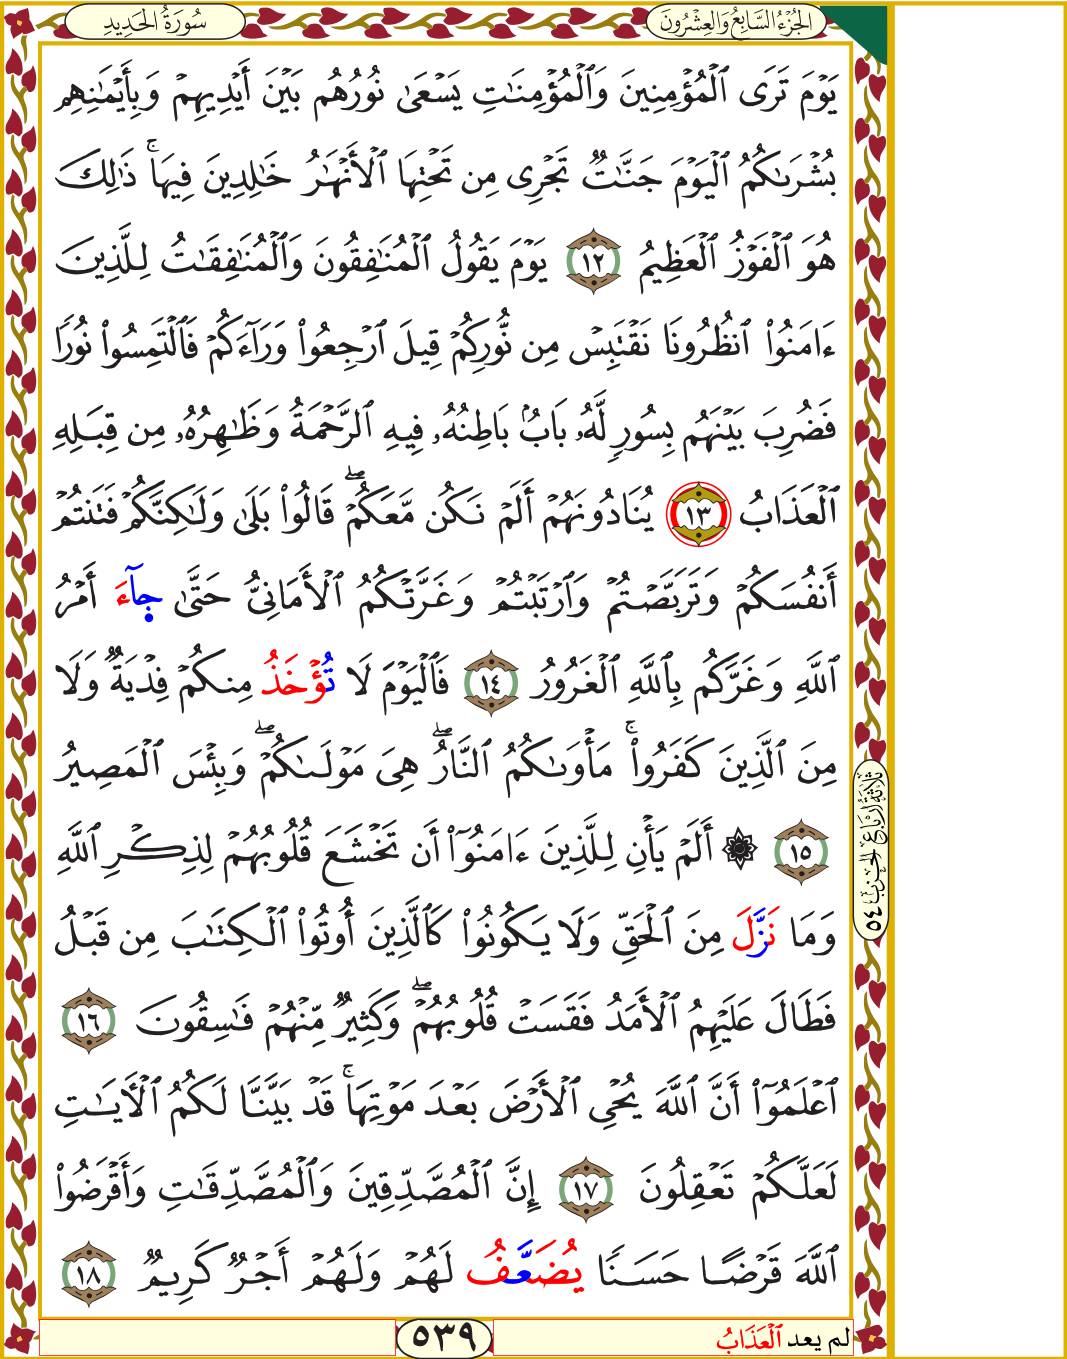 الجُزْءُ السَّابِعُ وَالعِشْرُونَ
سُورَةُ الحَدِيدِ
يَوْمَ تَرَى ٱلْمُؤْمِنِينَ وَٱلْمُؤْمِنَٰتِ يَسْعَىٰ نُورُهُم بَيْنَ أَيْدِيهِمْ وَبِأَيْمَٰنِهِم
بُشْرَىٰكُمُ ٱلْيَوْمَ جَنَّٰتٌ تَجْرِى مِن تَحْتِهَا ٱلْأَنْهَٰرُ خَٰلِدِينَ فِيهَاۚ ذَٰلِكَ
هُوَ ٱلْفَوْزُ ٱلْعَظِيمُ ١٢ يَوْمَ يَقُولُ ٱلْمُنَٰفِقُونَ وَٱلْمُنَٰفِقَٰتُ لِلَّذِينَ
ءَامَنُوا۟ ٱنظُرُونَا نَقْتَبِسْ مِن نُّورِكُمْ قِيلَ ٱرْجِعُوا۟ وَرَآءَكُمْ فَٱلْتَمِسُوا۟ نُورًا
فَضُرِبَ بَيْنَهُم بِسُورٍ لَّهُۥ بَابٌۢ بَاطِنُهُۥ فِيهِ ٱلرَّحْمَةُ وَظَٰهِرُهُۥ مِن قِبَلِهِ
ٱلْعَذَابُ ١٣ يُنَادُونَهُمْ أَلَمْ نَكُن مَّعَكُمْۖ قَالُوا۟ بَلَىٰ وَلَٰكِنَّكُمْ فَتَنتُمْ
أَنفُسَكُمْ وَتَرَبَّصْتُمْ وَٱرْتَبْتُمْ وَغَرَّتْكُمُ ٱلْأَمَانِىُّ حَتَّىٰ جَآءَ أَمْرُ
ٱللَّهِ وَغَرَّكُم بِٱللَّهِ ٱلْغَرُورُ ١٤ فَٱلْيَوْمَ لَا تُؤْخَذُ مِنكُمْ فِدْيَةٌ وَلَا
مِنَ ٱلَّذِينَ كَفَرُوا۟ۚ مَأْوَىٰكُمُ ٱلنَّارُۖ هِىَ مَوْلَىٰكُمْۖ وَبِئْسَ ٱلْمَصِيرُ
١٥ ۞ أَلَمْ يَأْنِ لِلَّذِينَ ءَامَنُوٓا۟ أَن تَخْشَعَ قُلُوبُهُمْ لِذِكْرِ ٱللَّهِ
وَمَا نَزَّلَ مِنَ ٱلْحَقِّ وَلَا يَكُونُوا۟ كَٱلَّذِينَ أُوتُوا۟ ٱلْكِتَٰبَ مِن قَبْلُ
فَطَالَ عَلَيْهِمُ ٱلْأَمَدُ فَقَسَتْ قُلُوبُهُمْۖ وَكَثِيرٌ مِّنْهُمْ فَٰسِقُونَ ١٦
ٱعْلَمُوٓا۟ أَنَّ ٱللَّهَ يُحْىِ ٱلْأَرْضَ بَعْدَ مَوْتِهَاۚ قَدْ بَيَّنَّا لَكُمُ ٱلْءَايَٰتِ
لَعَلَّكُمْ تَعْقِلُونَ ١٧ إِنَّ ٱلْمُصَّدِّقِينَ وَٱلْمُصَّدِّقَٰتِ وَأَقْرَضُوا۟
ٱللَّهَ قَرْضًا حَسَنًا يُضَعَّفُ لَهُمْ وَلَهُمْ أَجْرٌ كَرِيمٌ ١٨
ثلاثة أرباع الحزب ٥٤
لم يعد ٱلْعَذَابُ
٥٣٩